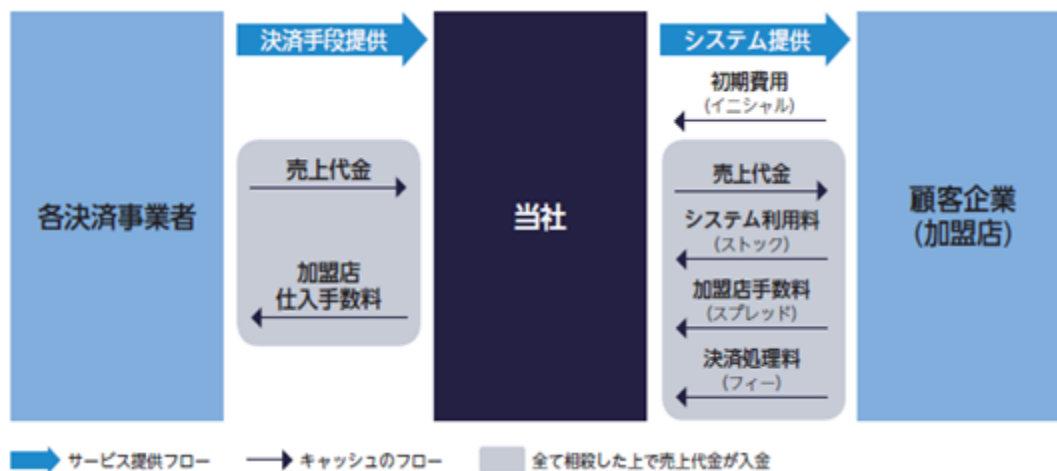 決済手段提供
システム提供
初期費用
(イニシャル)
売上代金
売上代金
各決済事業者
当社
顧客企業
(加盟店)
システム利用料
(ストック)
加盟店
仕入手数料
加盟店手数料
(スプレッド)
決済処理料
(フィー)
サービス提供フロー
キャッシュのフロー
全て相殺した上で売上代金が入金